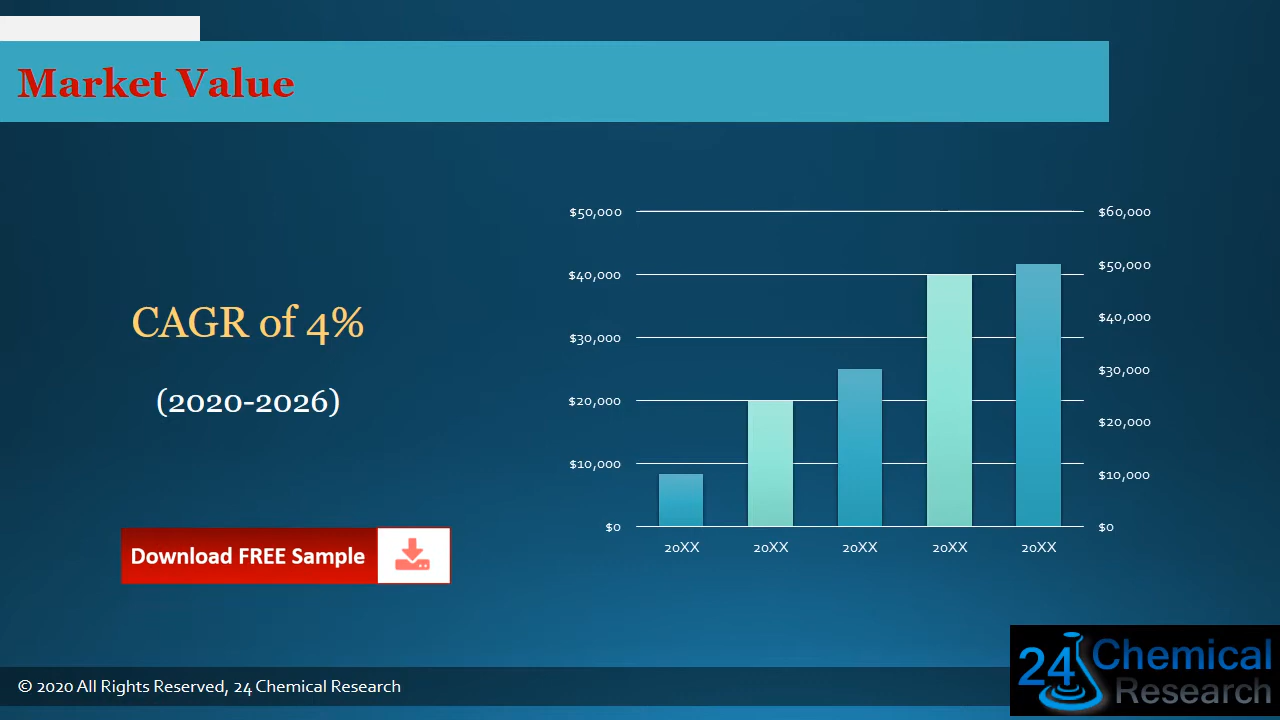 Market Value
CAGR of 4%
(2020-2026)
Download FREE Sample
$50,000
$40,000
$30,000
$20,000
$10,000
$0
$60,000
$50,000
$40,000
$30,000
$20,000
$10,000
$0
20XX 20XX 20XX 20XX 20XX
© 2020 All Rights Reserved, 24 Chemical Research
24 Chemical
Research